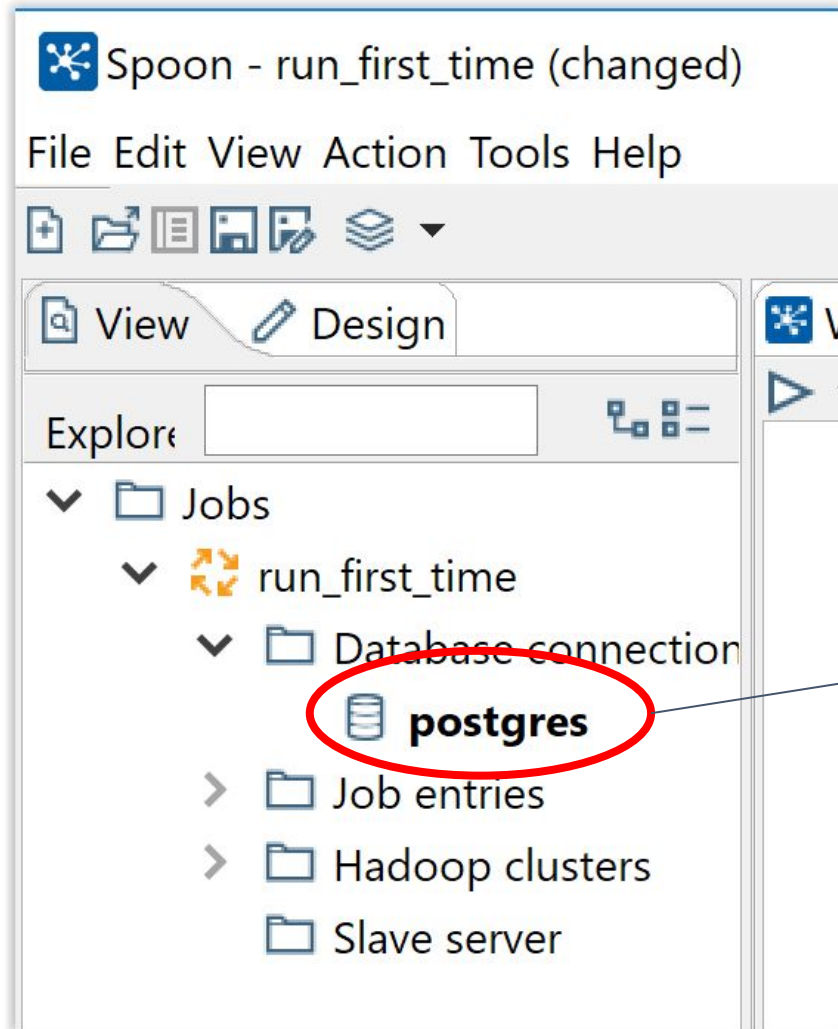 Spoon - run_first_time (changed)
File Edit View Action Tools Help
View Design
Explore
Jobs
run_first_time
Database connection
postgres
Job entries
Hadoop clusters
Slave server